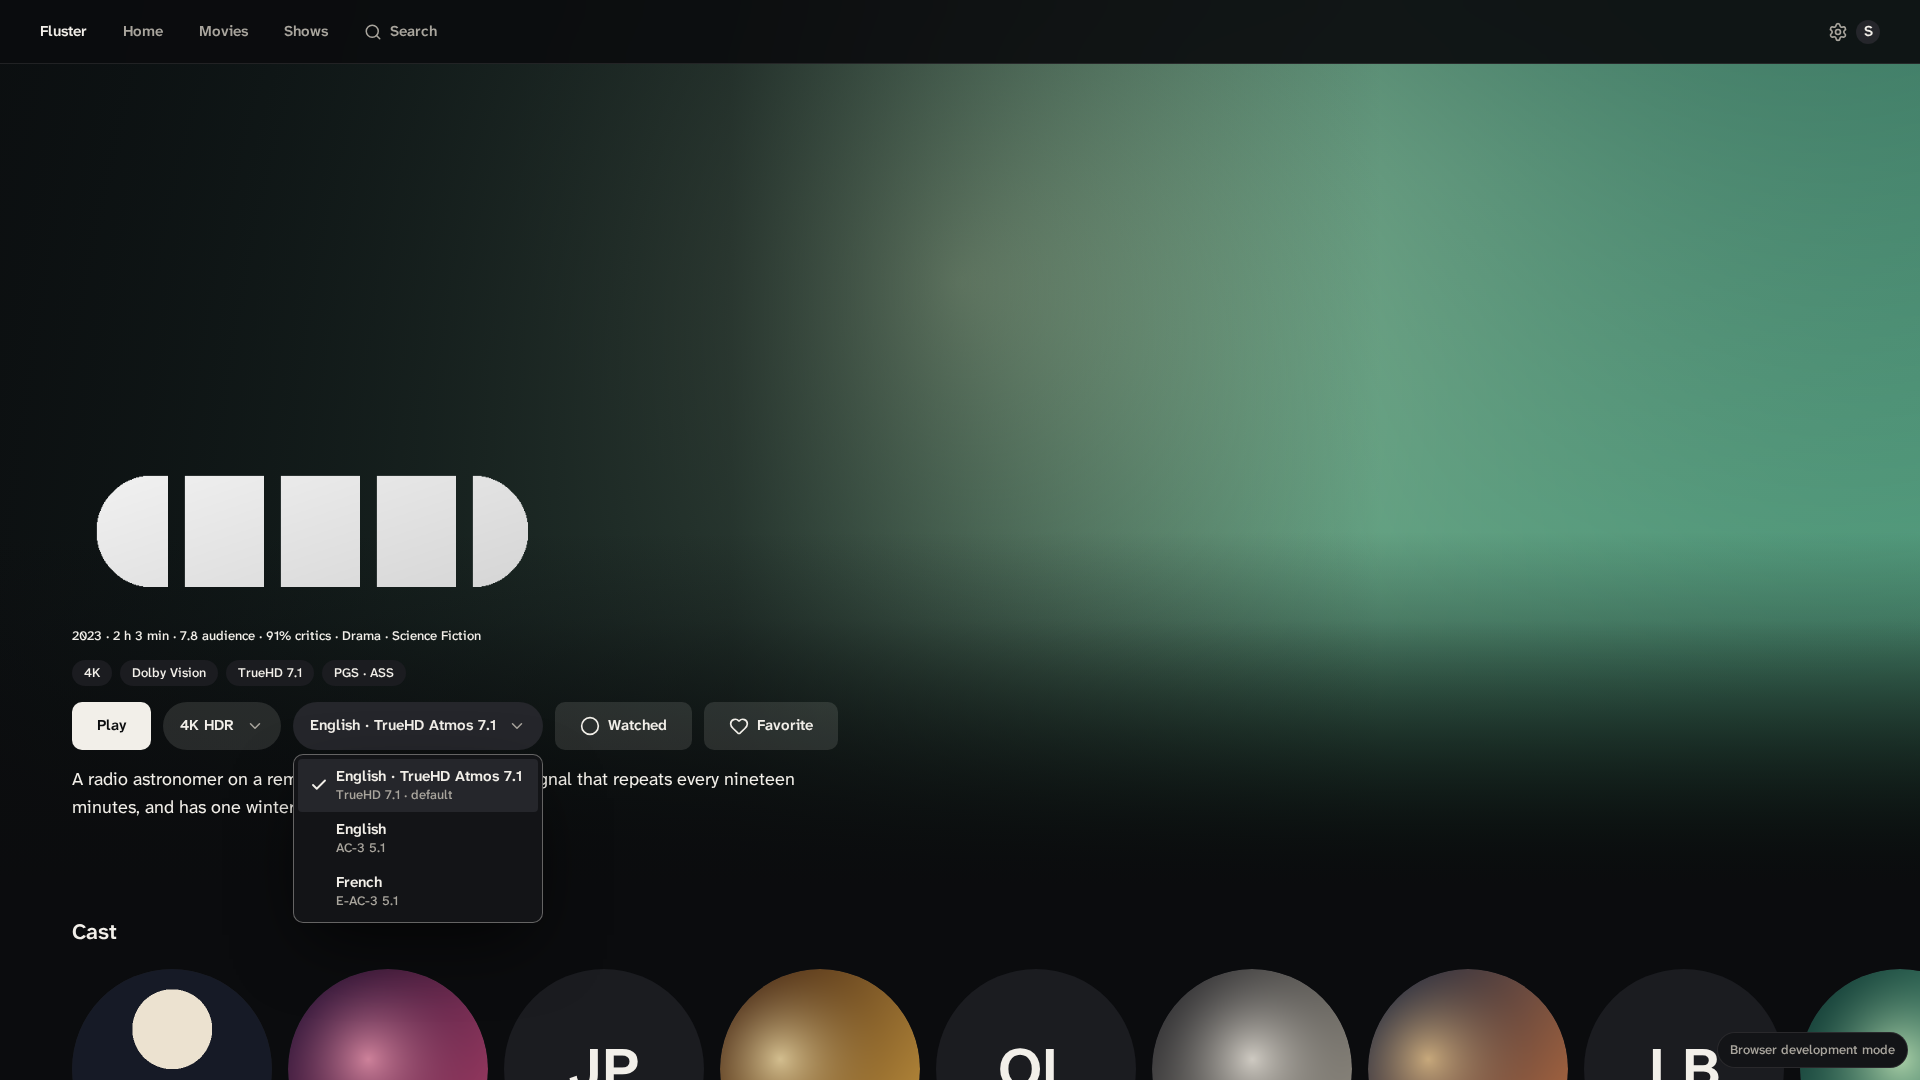 Fluster Home Movies Shows Search S
2023 · 2 h 3 min · 7.8 audience · 91% critics · Drama · Science Fiction
4K Dolby Vision TrueHD 7.1 PGS · ASS
Play 4K HDR English · TrueHD Atmos 7.1 Watched Favorite
A radio astronomer on a rem gnal that repeats every nineteen
minutes, and has one winter
English · TrueHD Atmos 7.1
TrueHD 7.1 · default
English
AC-3 5.1
French
E-AC-3 5.1
Cast
JP LB
Browser development mode